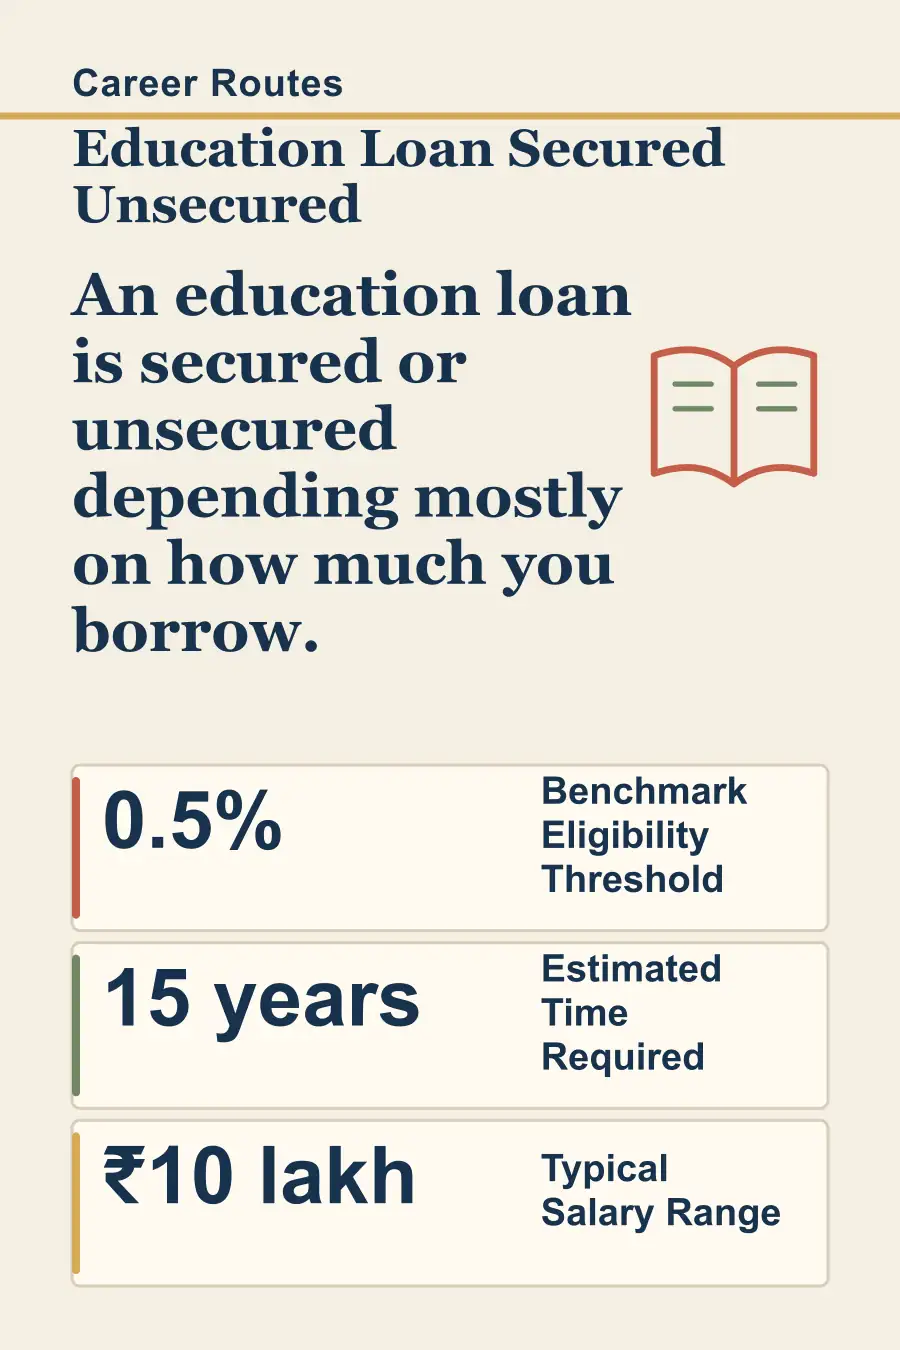 Career Routes
Education Loan Secured
Unsecured
An education loan
is secured or
unsecured
depending mostly
on how much you
borrow.
0.5%
Benchmark
Eligibility
Threshold
15 years
Estimated
Time
Required
₹10 lakh
Typical
Salary Range